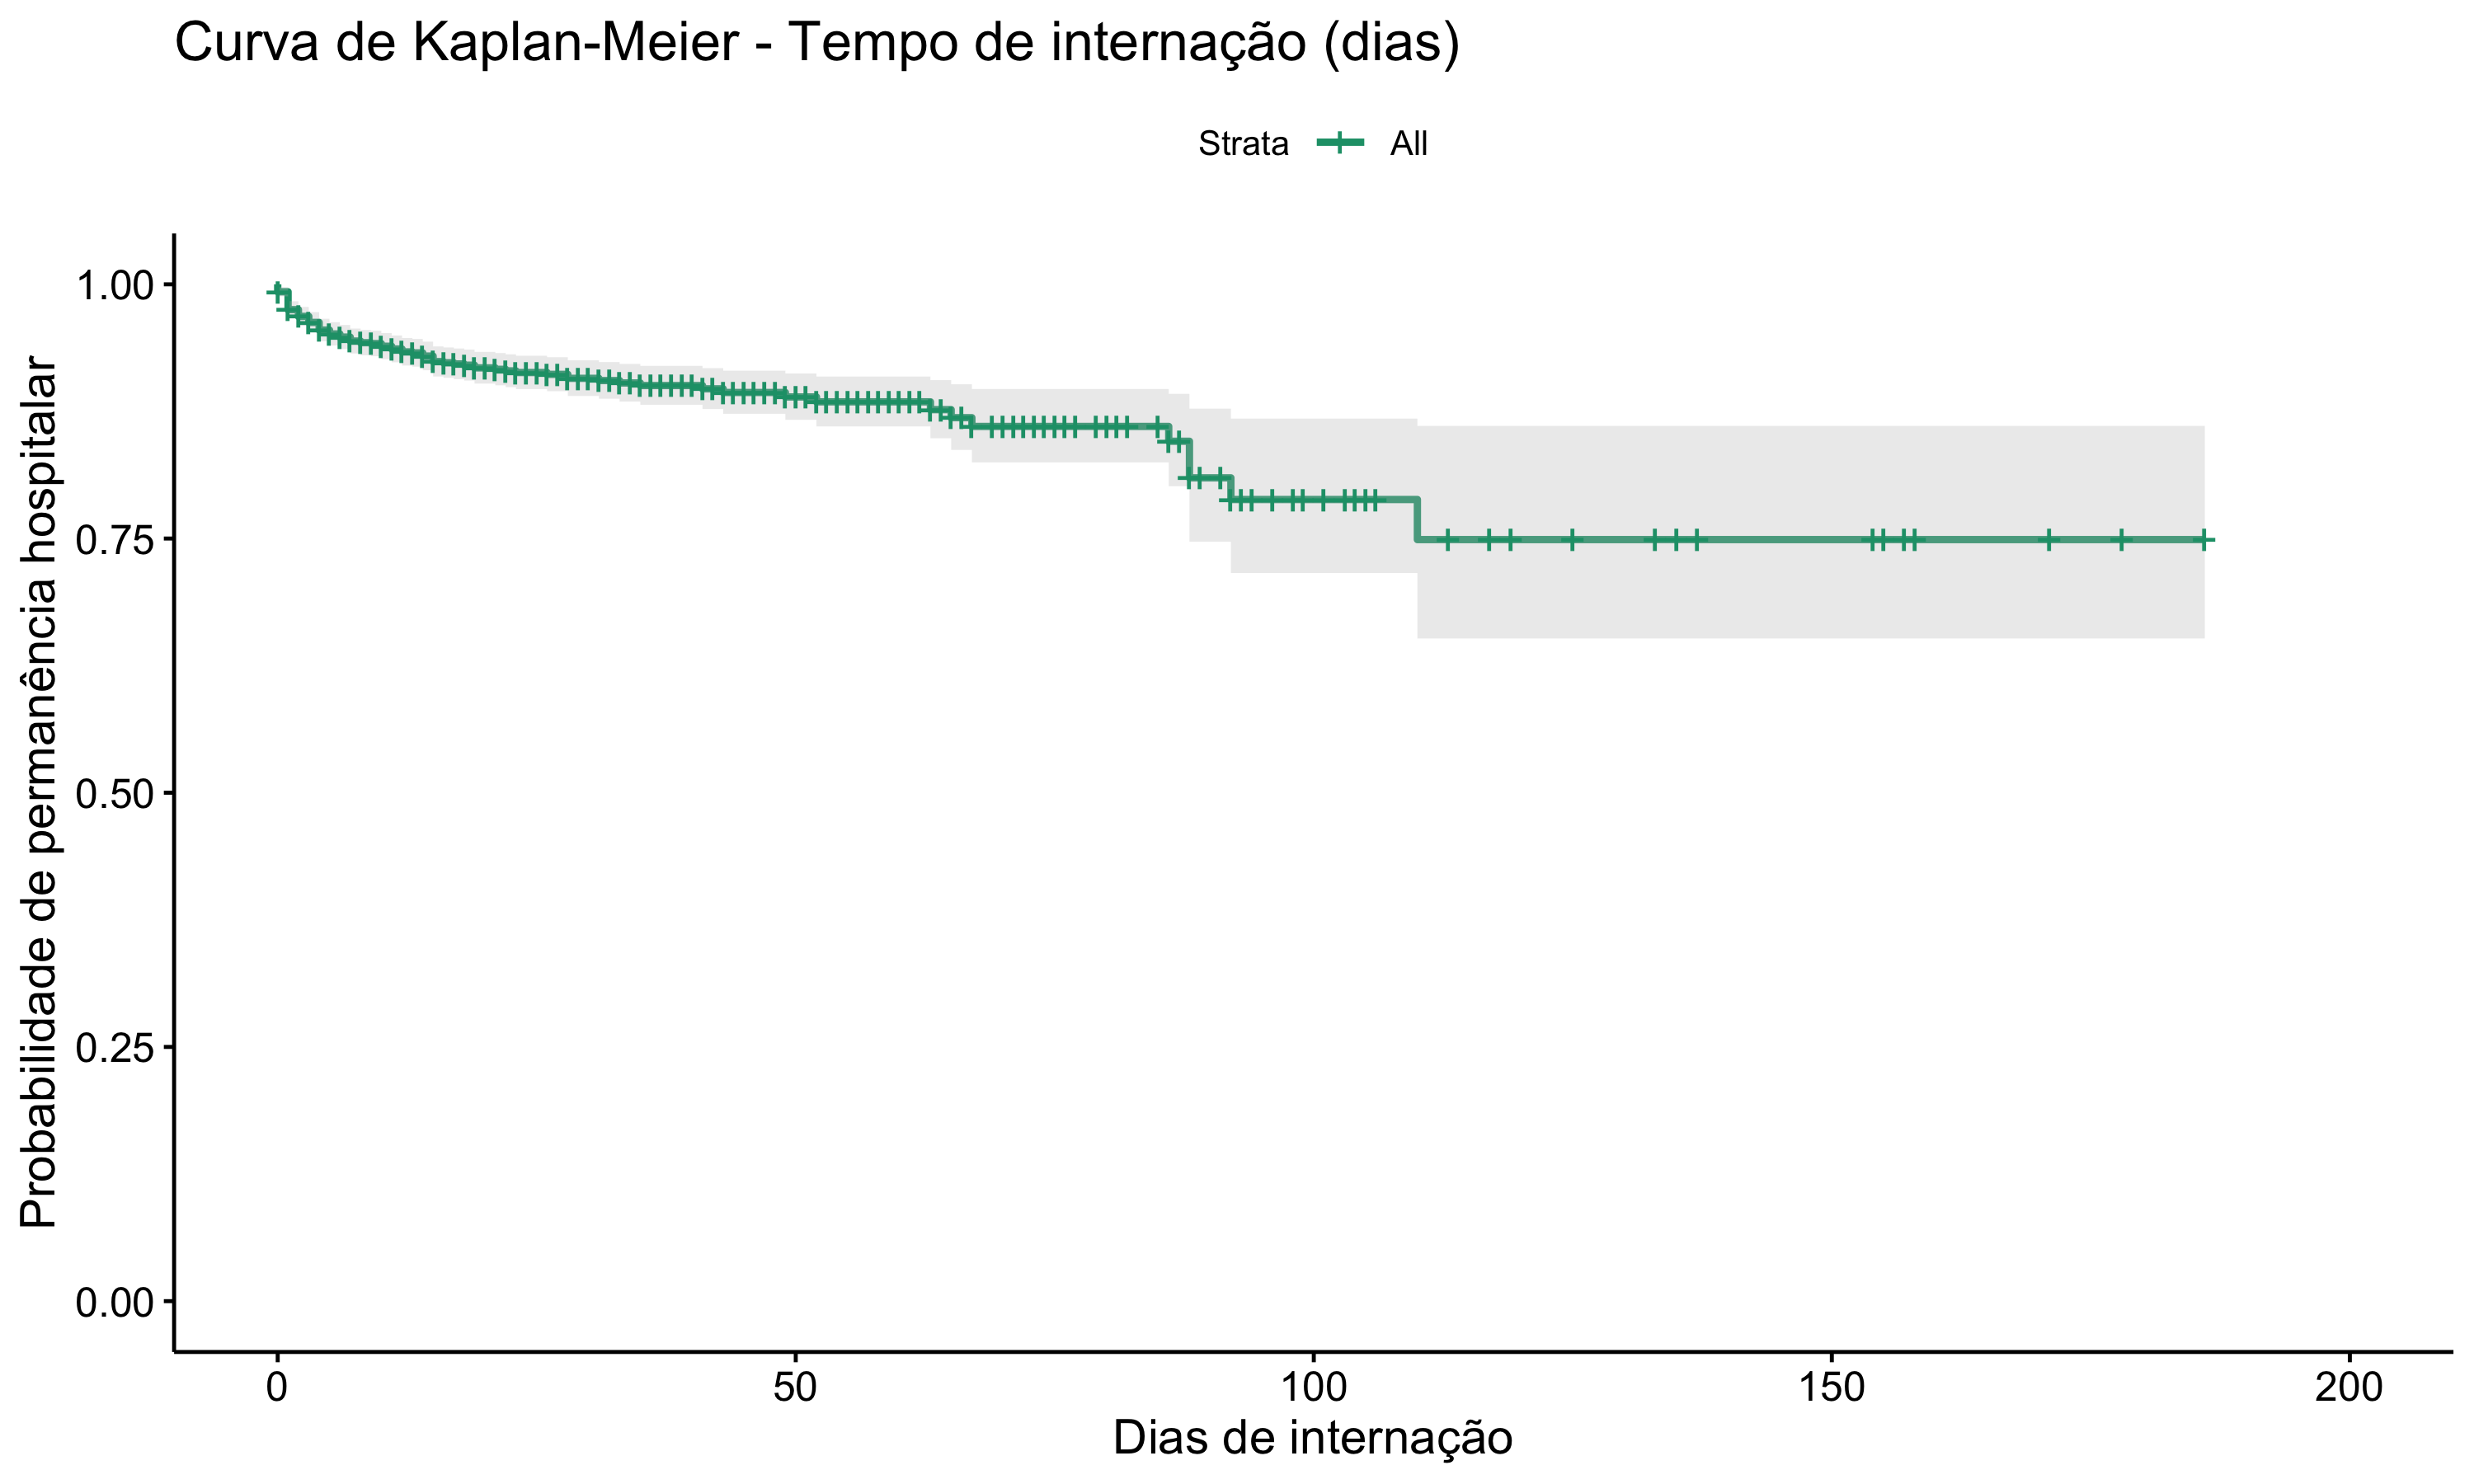 Curva de Kaplan-Meier - Tempo de internação (dias)
Strata All
Probabilidade de permanência hospitalar
1.00
0.75
0.50
0.25
0.00
0 50 100 150 200
Dias de internação